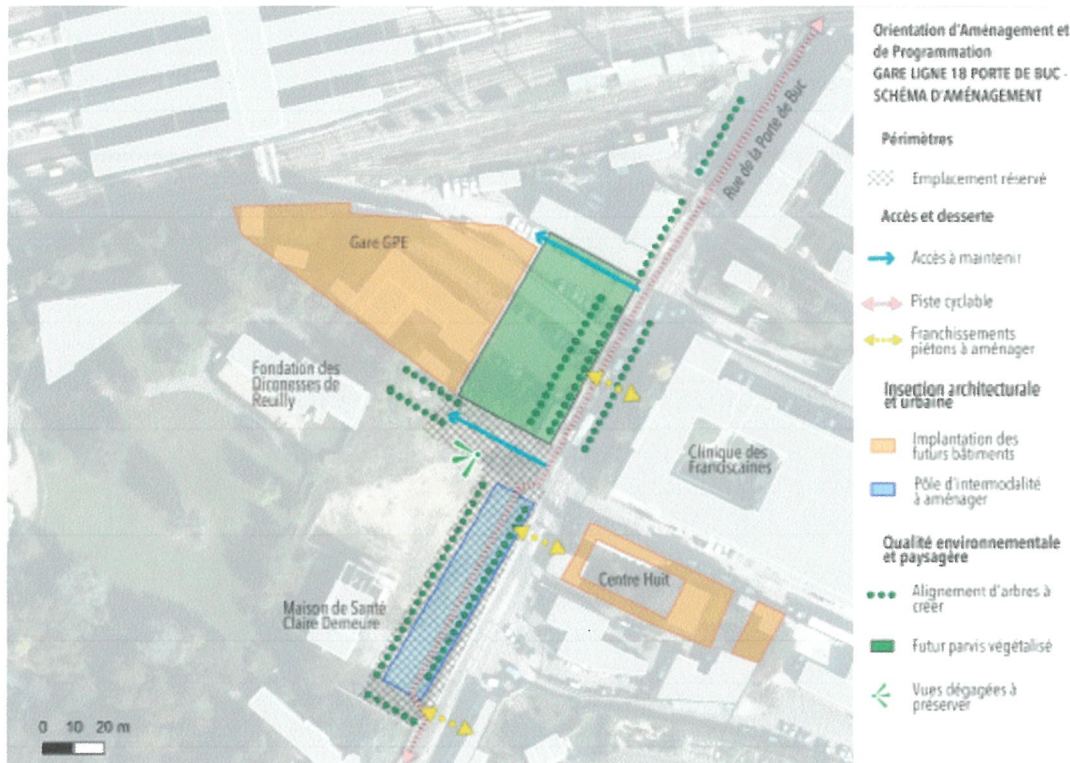 Orientation d'Aménagement et
de Programmation
GARE LIGNE 18 PORTE DE BUC -
SCHÉMA D'AMÉNAGEMENT
Périmètres
Emplacement réservé
Accès et desserte
Accès à maintenir
Piste cyclable
Franchissements
piétons à aménager
Insertion architecturale
et urbaine
Implantation des
futurs bâtiments
Pôle d'intermodalité
à aménager
Qualité environnementale
et paysagère
Alignement d'arbres à
créer
Futur parvis végétalisé
Vues dégagées à
préserver
Rue de la Porte de Buc
Gare GPE
Fondation des
Diconesses de
Reuilly
Clinique des
Franciscaines
Centre Huit
Maison de Santé
Claire Demeure
0 10 20 m